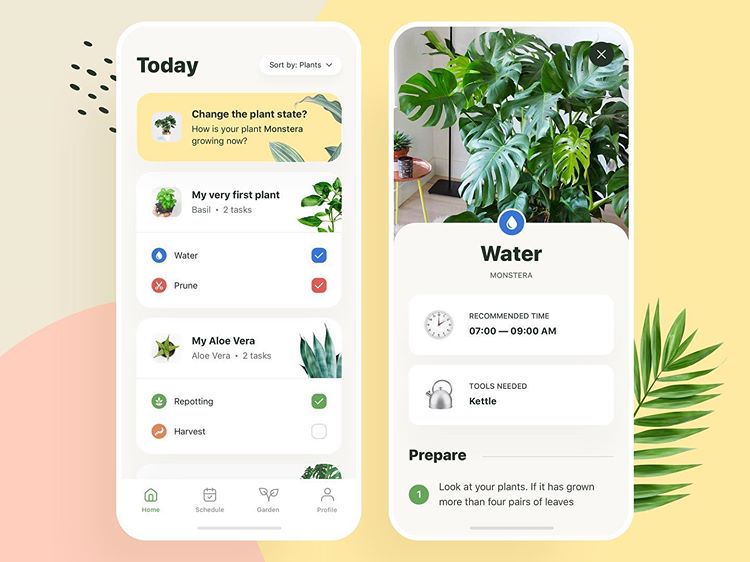 Today
Sort by: Plants
Change the plant state?
How is your plant Monstera
growing now?
My very first plant
Basil • 2 tasks
Water
Prune
My Aloe Vera
Aloe Vera • 2 tasks
Repotting
Harvest
Home
Schedule
Garden
Profile
Water
MONSTERA
RECOMMENDED TIME
07:00 — 09:00 AM
TOOLS NEEDED
Kettle
Prepare
1
Look at your plants. If it has grown
more than four pairs of leaves